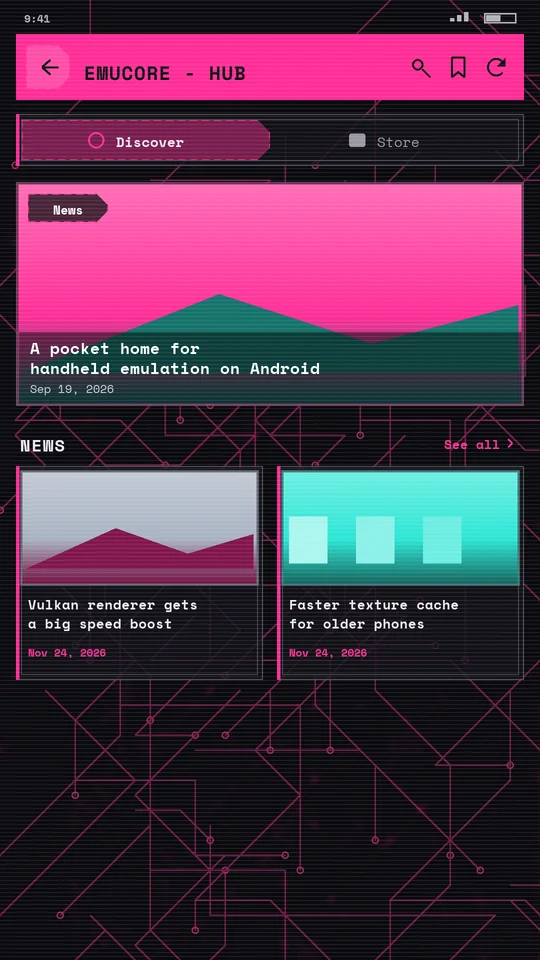 9:41
EMUCORE - HUB
Discover
Store
News
A pocket home for
handheld emulation on Android
Sep 19, 2026
NEWS
See all
Vulkan renderer gets
a big speed boost
Nov 24, 2026
Faster texture cache
for older phones
Nov 24, 2026